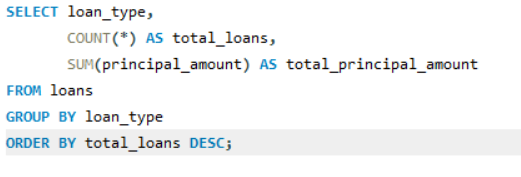 SELECT loan_type,
COUNT(*) AS total_loans,
SUM(principal_amount) AS total_principal_amount
FROM loans
GROUP BY loan_type
ORDER BY total_loans DESC;